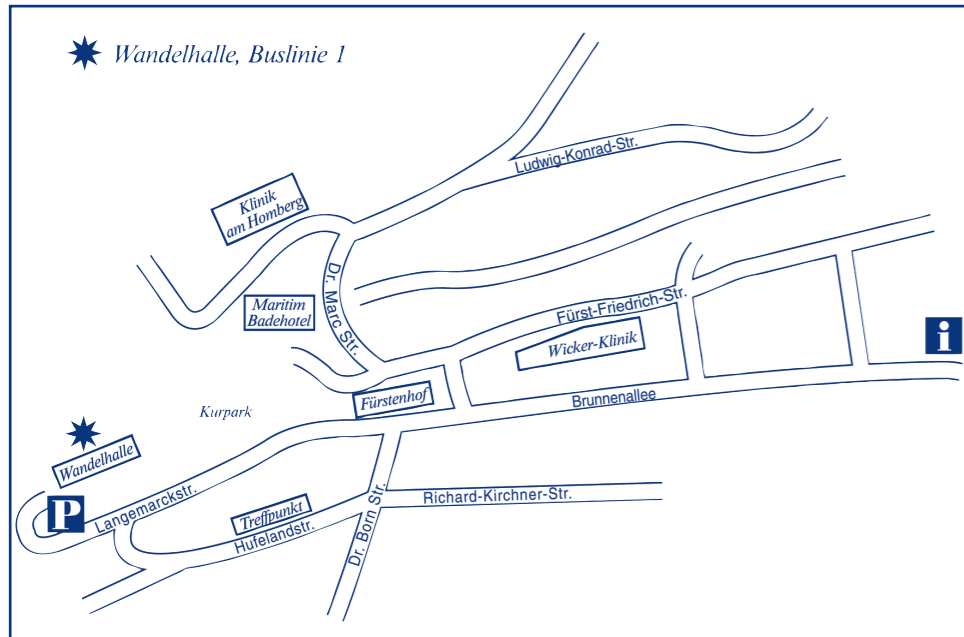 Wandelhalle, Buslinie 1
Ludwig-Konrad-Str.
Klinik
am Homberg
Dr. Marc Str.
Maritim
Badehotel
Fürst-Friedrich-Str.
Wicker-Klinik
i
Fürstenhof
Brunnenallee
Kurpark
Wandelhalle
P
Langemarckstr.
Treffpunkt
Hufelandstr.
Dr. Born Str.
Richard-Kirchner-Str.